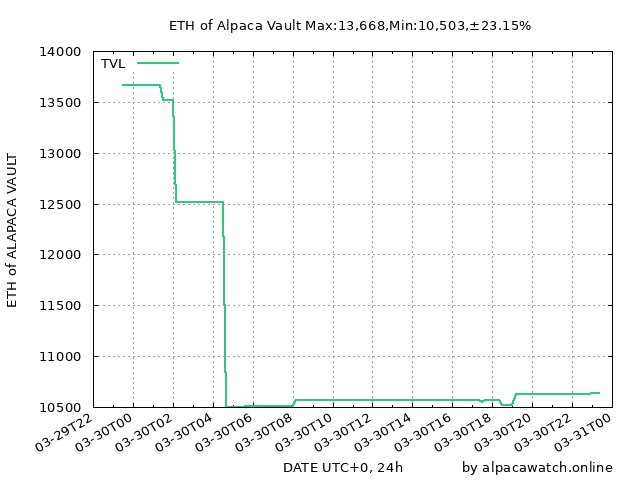 ETH of Alpaca Vault Max:13,668,Min:10,503,±23.15%
TVL
14000
13500
13000
12500
12000
11500
11000
10500
ETH of ALAPACA VAULT
03-29T22
03-30T00
03-30T02
03-30T04
03-30T06
03-30T08
03-30T10
03-30T12
03-30T14
03-30T16
03-30T18
03-30T20
03-30T22
03-31T00
DATE UTC+0, 24h
by alpacawatch.online